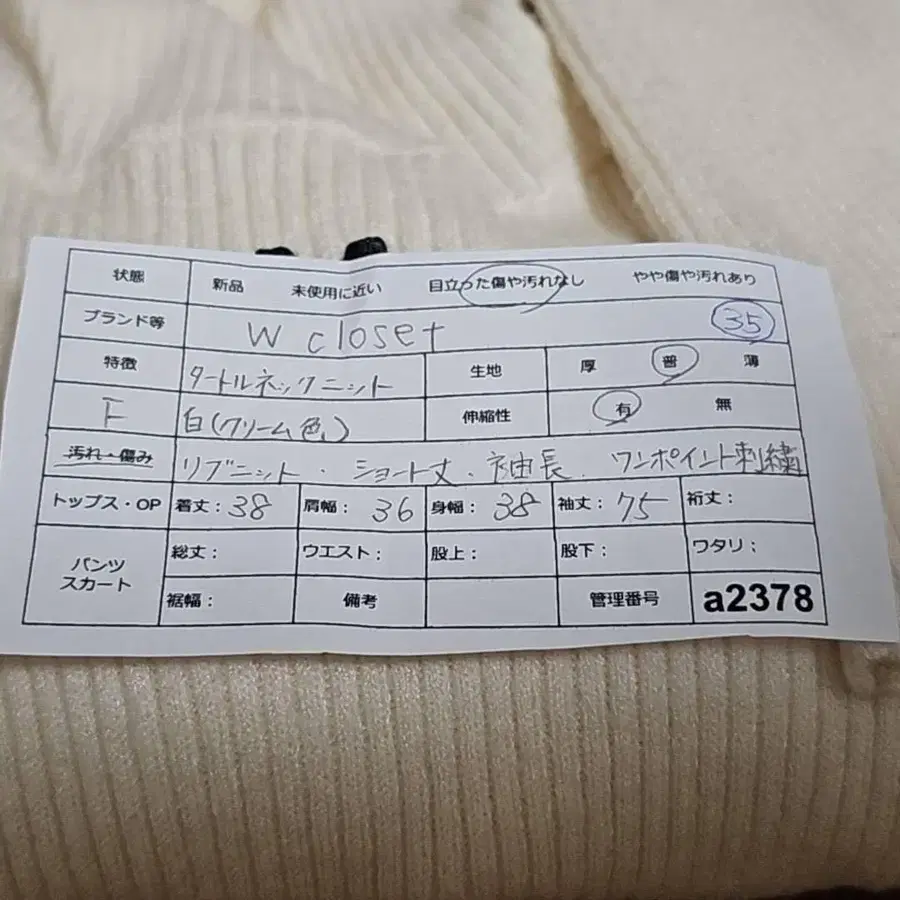 状態 新品 未使用に近い 目立った傷や汚れなし やや傷や汚れあり
ブランド等 w closet 35
特徴 タートルネックニット 生地 厚 普 薄
F 白(クリーム色) 伸縮性 有 無
汚れ・傷み リブニット・ショート丈・袖長・ワンポイント刺繍
トップス・OP 着丈:38 肩幅:36 身幅:38 袖丈:75 裄丈:
パンツ スカート 総丈: ウエスト: 股上: 股下: ワタリ:
裾幅: 備考 管理番号 a2378